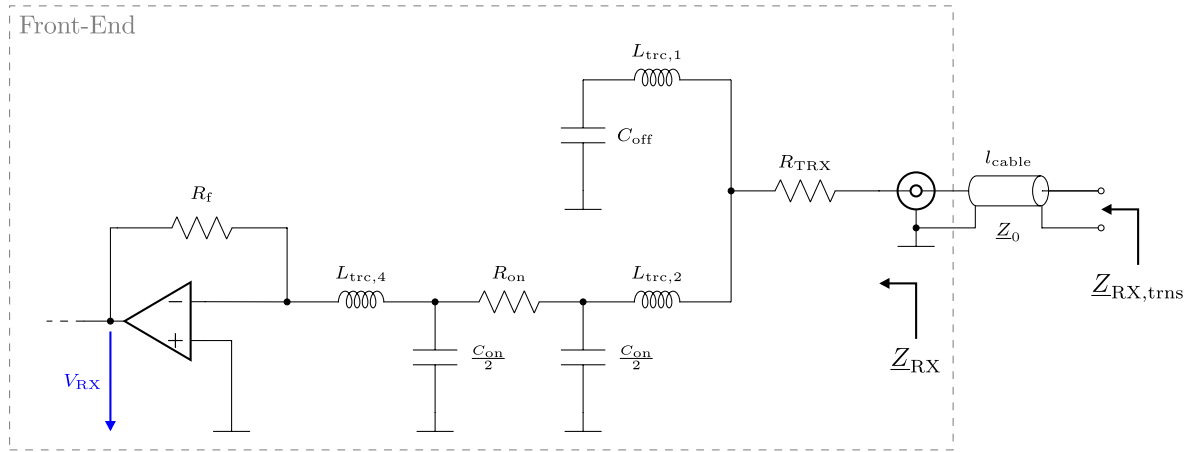 Front-End
L_trc,1
C_off
R_TRX
l_cable
Z_0
R_f
L_trc,4
R_on
L_trc,2
−
+
C_on/2
C_on/2
V_RX
Z_RX
Z_RX,trns